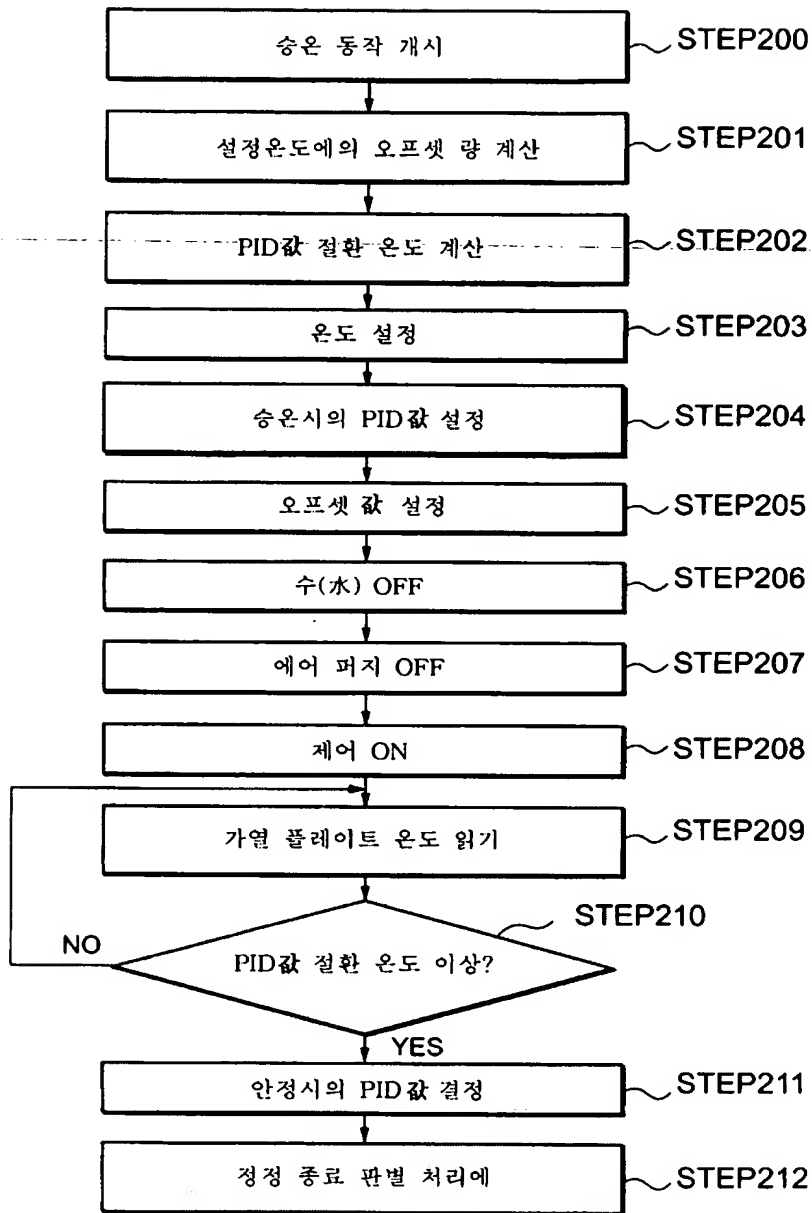 승온 동작 개시
STEP200
설정온도에의 오프셋 량 계산
STEP201
PID값 절환 온도 계산
STEP202
온도 설정
STEP203
승온시의 PID값 설정
STEP204
오프셋 값 설정
STEP205
수(水) OFF
STEP206
에어 퍼지 OFF
STEP207
제어 ON
STEP208
가열 플레이트 온도 읽기
STEP209
STEP210
NO
PID값 절환 온도 이상?
YES
안정시의 PID값 결정
STEP211
정정 종료 판별 처리에
STEP212